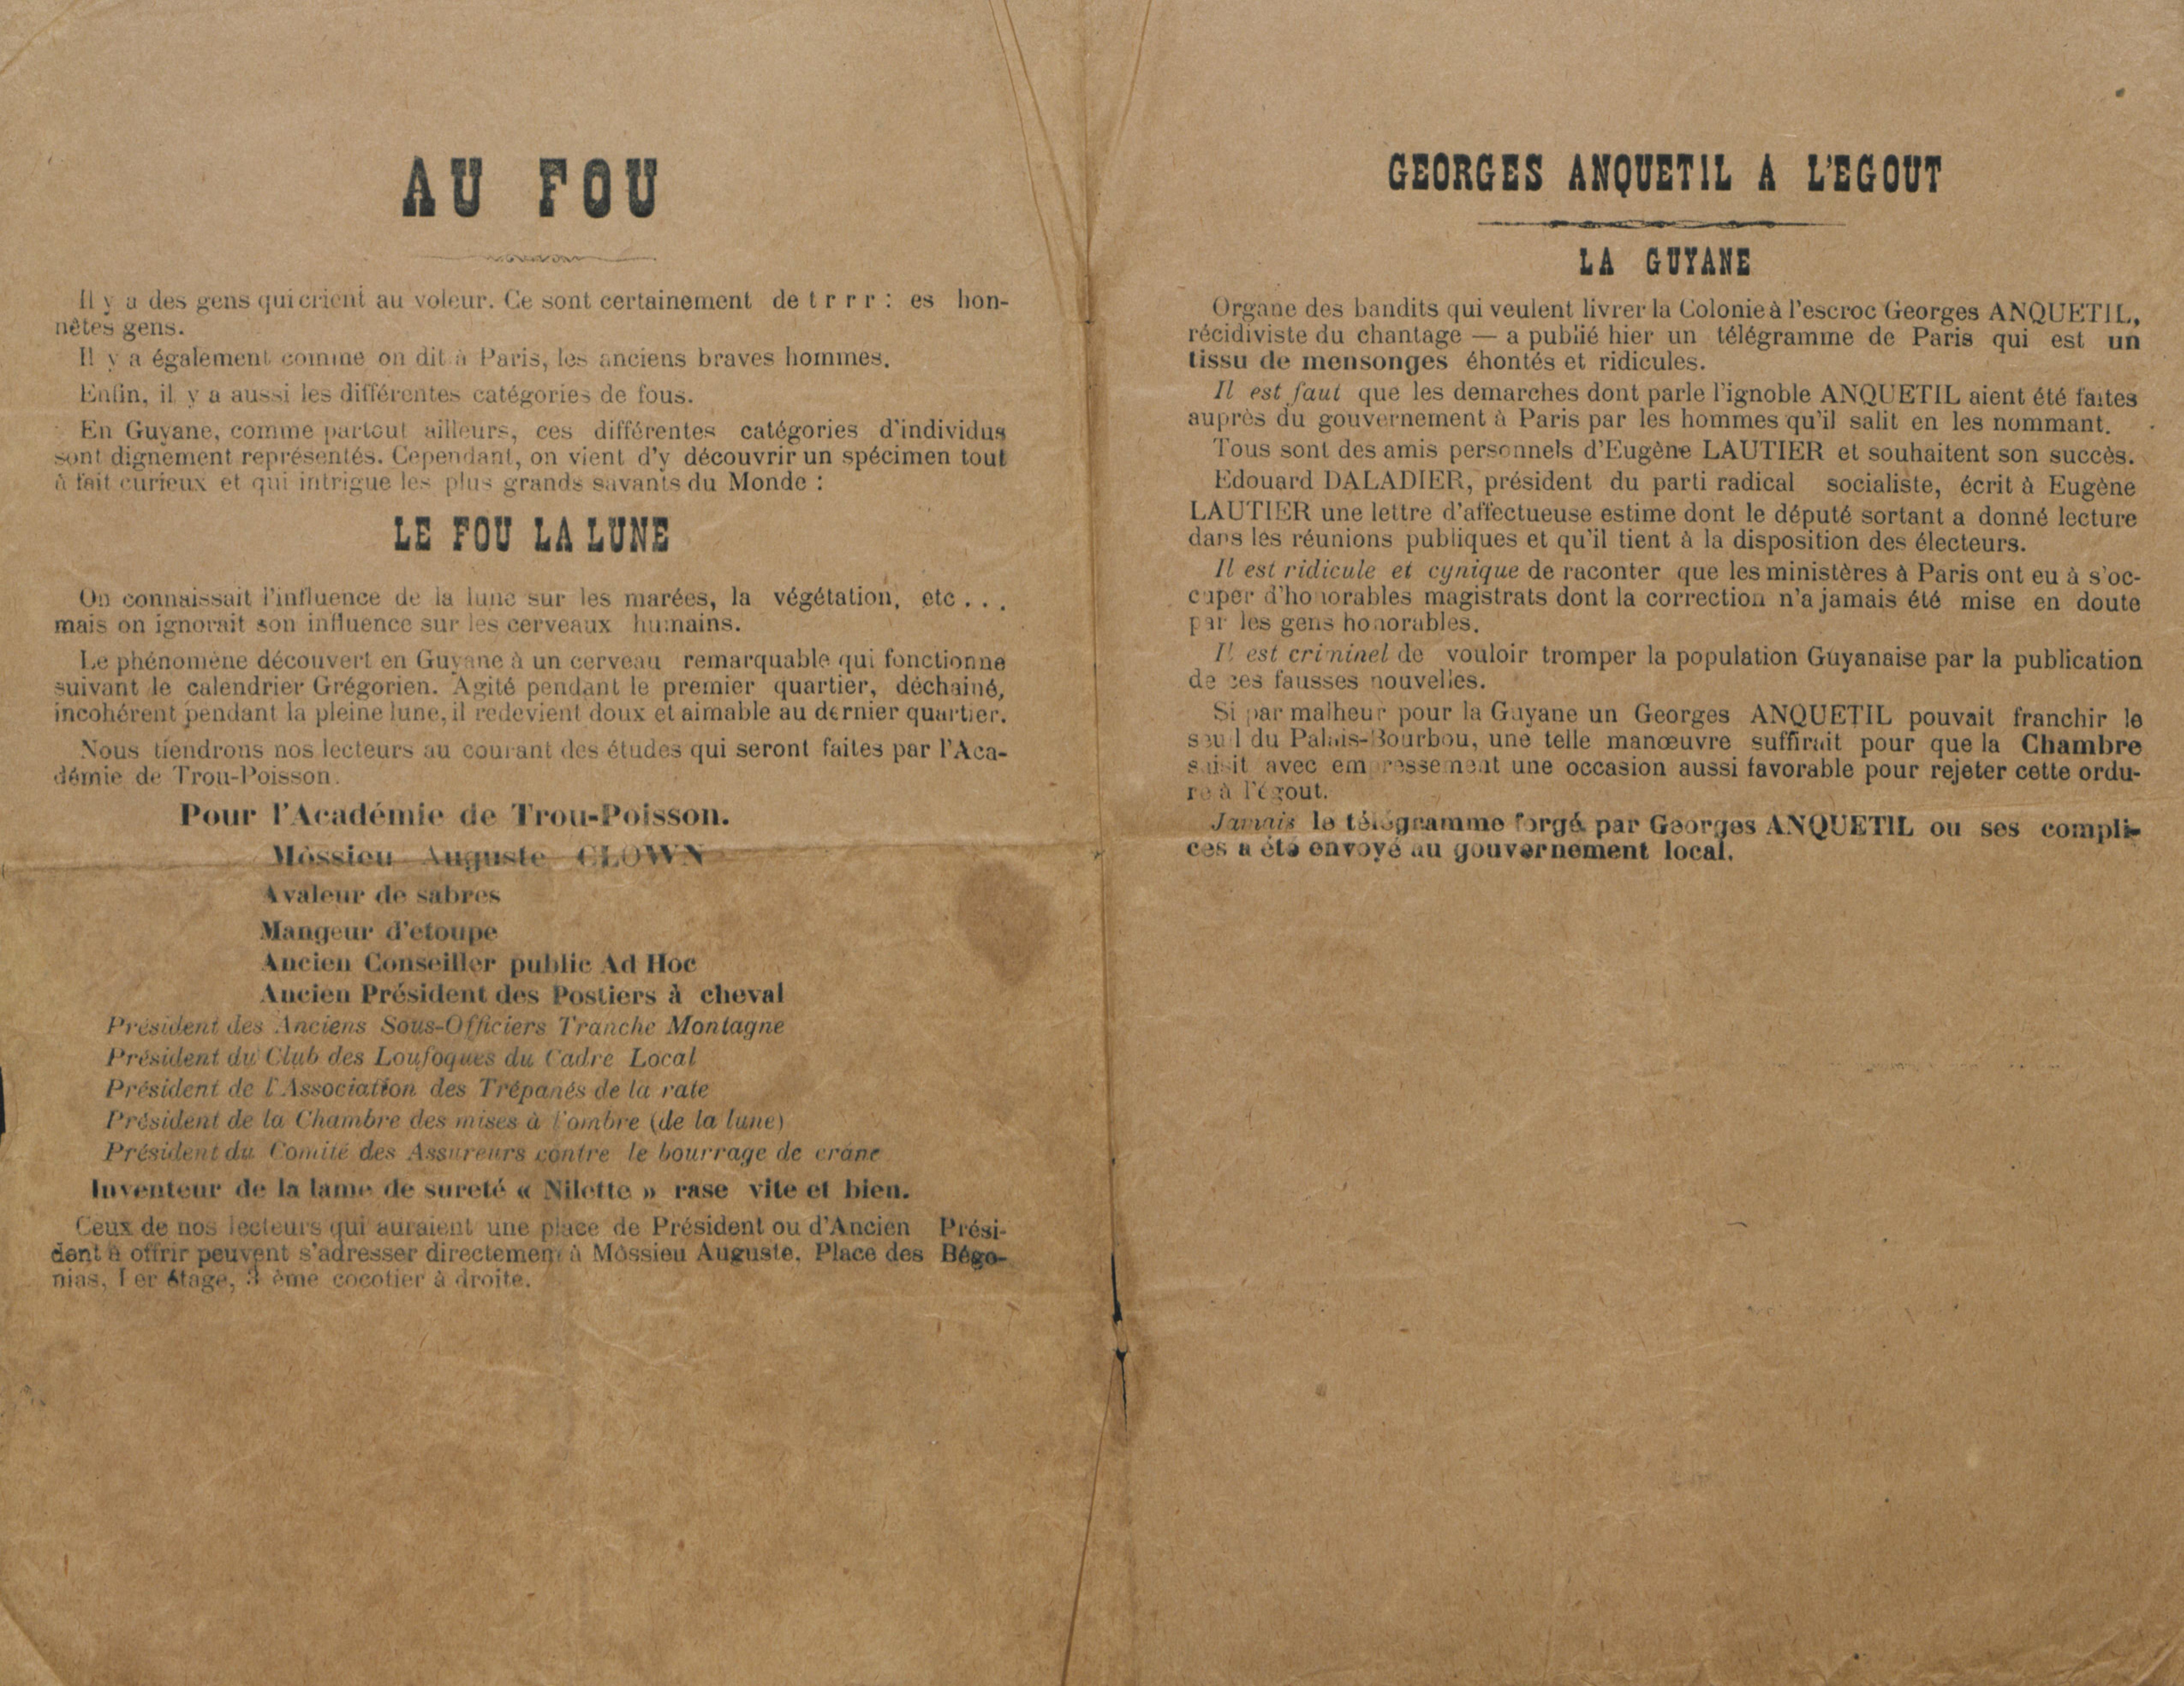 AU FOU
Il y a des gens qui crient au voleur. Ce sont certainement de t r r r : es hon-
nêtes gens.
Il y a également comme on dit à Paris, les anciens braves hommes.
Enfin, il y a aussi les différentes catégories de fous.
En Guyane, comme partout ailleurs, ces différentes catégories d'individus
sont dignement représentés. Cependant, on vient d'y découvrir un spécimen tout
à fait curieux et qui intrigue les plus grands savants du Monde :
LE FOU LA LUNE
On connaissait l'influence de la lune sur les marées, la végétation, etc . . .
mais on ignorait son influence sur les cerveaux humains.
Le phénomène découvert en Guyane à un cerveau remarquable qui fonctionne
suivant le calendrier Grégorien. Agité pendant le premier quartier, déchainé,
incohérent pendant la pleine lune, il redevient doux et aimable au dernier quartier.
Nous tiendrons nos lecteurs au courant des études qui seront faites par l'Aca-
démie de Trou-Poisson.
Pour l'Académie de Trou-Poisson.
Môssieu Auguste CLOWN
Avaleur de sabres
Mangeur d'etoupe
Ancien Conseiller public Ad Hoc
Ancien Président des Postiers à cheval
Président des Anciens Sous-Officiers Tranche Montagne
Président du Club des Loufoques du Cadre Local
Président de l'Association des Trépanés de la rate
Président de la Chambre des mises à l'ombre (de la lune)
Président du Comité des Assureurs contre le bourrage de crâne
Inventeur de la lame de sureté « Nilette » rase vite et bien.
Ceux de nos lecteurs qui auraient une place de Président ou d'Ancien Prési-
dent à offrir peuvent s'adresser directement à Môssieu Auguste, Place des Bégo-
nias, 1 er étage, 3 ème cocotier à droite.
GEORGES ANQUETIL A L'EGOUT
LA GUYANE
Organe des bandits qui veulent livrer la Colonie à l'escroc Georges ANQUETIL,
récidiviste du chantage — a publié hier un télégramme de Paris qui est un
tissu de mensonges éhontés et ridicules.
Il est faut que les demarches dont parle l'ignoble ANQUETIL aient été faites
auprès du gouvernement à Paris par les hommes qu'il salit en les nommant.
Tous sont des amis personnels d'Eugène LAUTIER et souhaitent son succès.
Edouard DALADIER, président du parti radical socialiste, écrit à Eugène
LAUTIER une lettre d'affectueuse estime dont le député sortant a donné lecture
dans les réunions publiques et qu'il tient à la disposition des électeurs.
Il est ridicule et cynique de raconter que les ministères à Paris ont eu à s'oc-
cuper d'honorables magistrats dont la correction n'a jamais été mise en doute
par les gens honorables.
Il est criminel de vouloir tromper la population Guyanaise par la publication
de ces fausses nouvelles.
Si par malheur pour la Guyane un Georges ANQUETIL pouvait franchir le
seuil du Palais-Bourbou, une telle manœuvre suffirait pour que la Chambre
saisit avec empressement une occasion aussi favorable pour rejeter cette ordu-
re à l'égout.
Jamais le télégramme forgé par Georges ANQUETIL ou ses compli-
ces a été envoyé au gouvernement local.